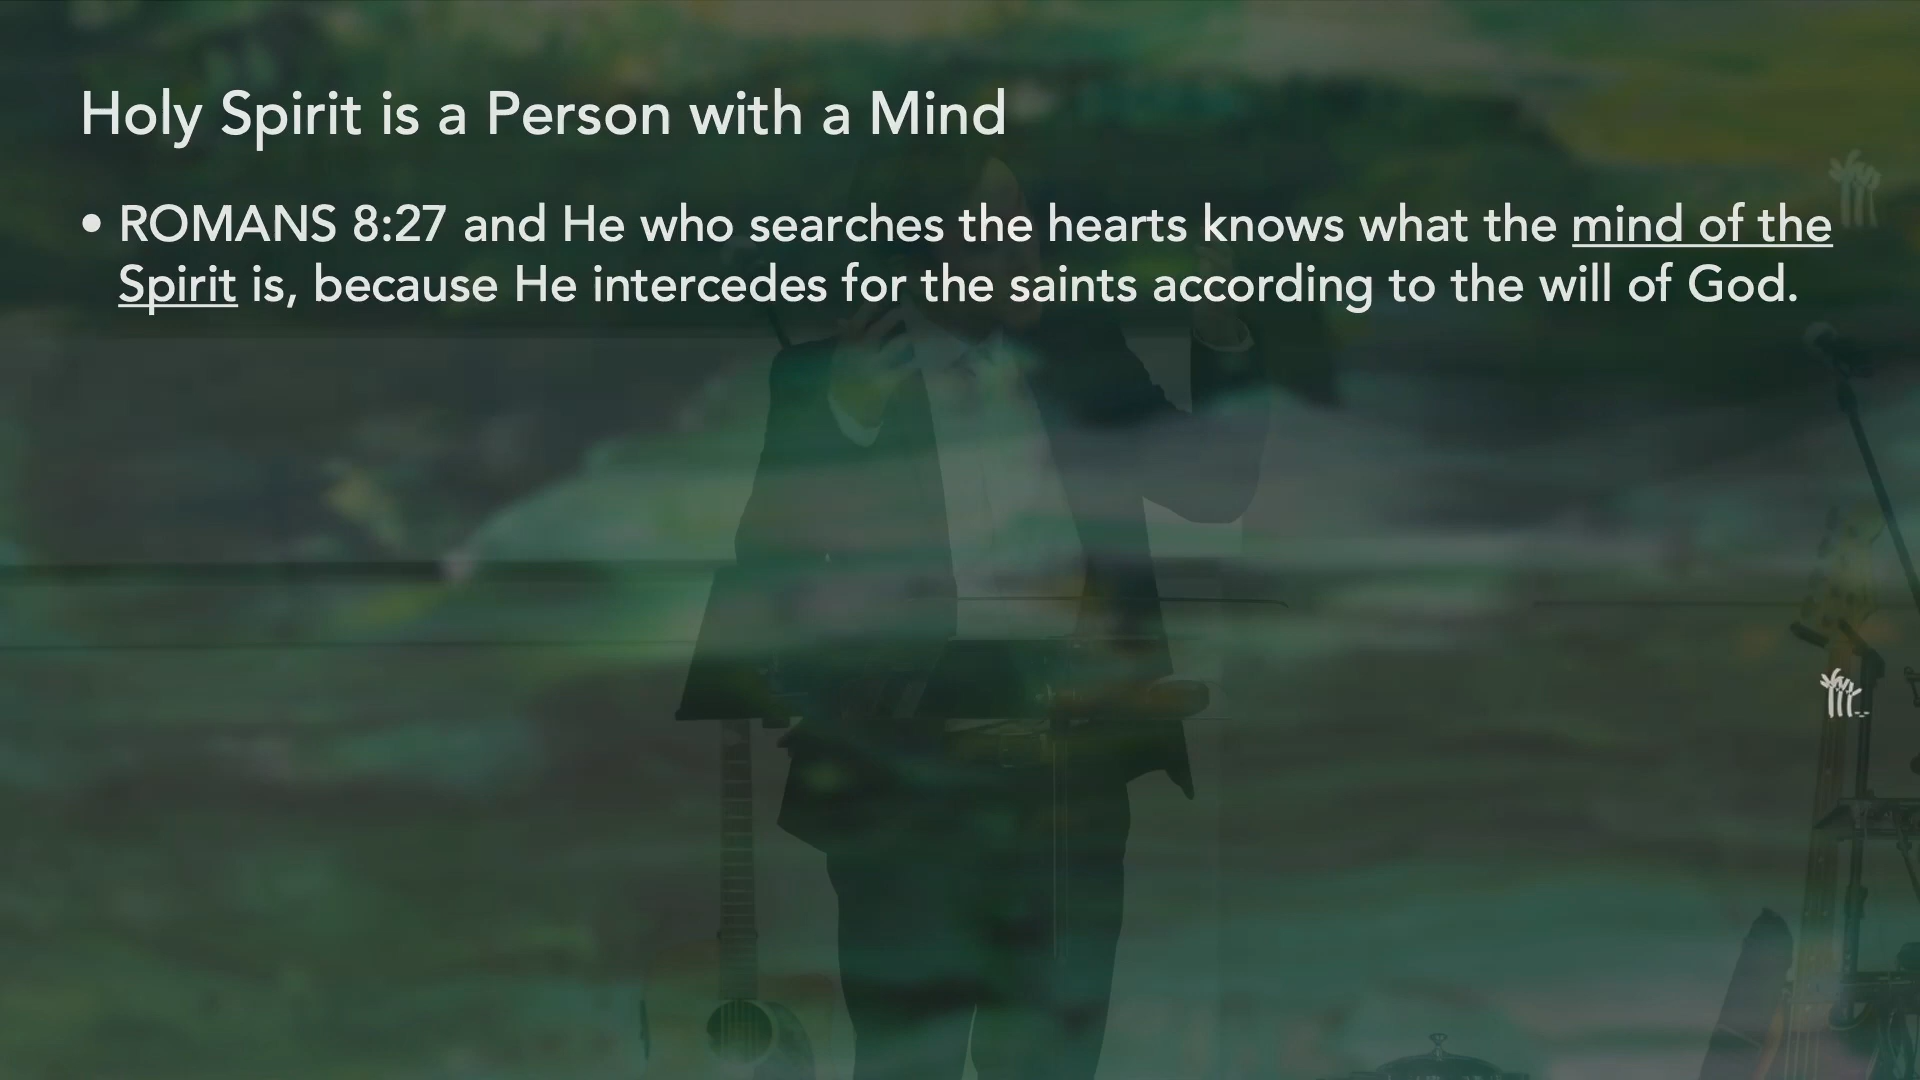 Holy Spirit is a Person with a Mind
• ROMANS 8:27 and He who searches the hearts knows what the mind of the
Spirit is, because He intercedes for the saints according to the will of God.